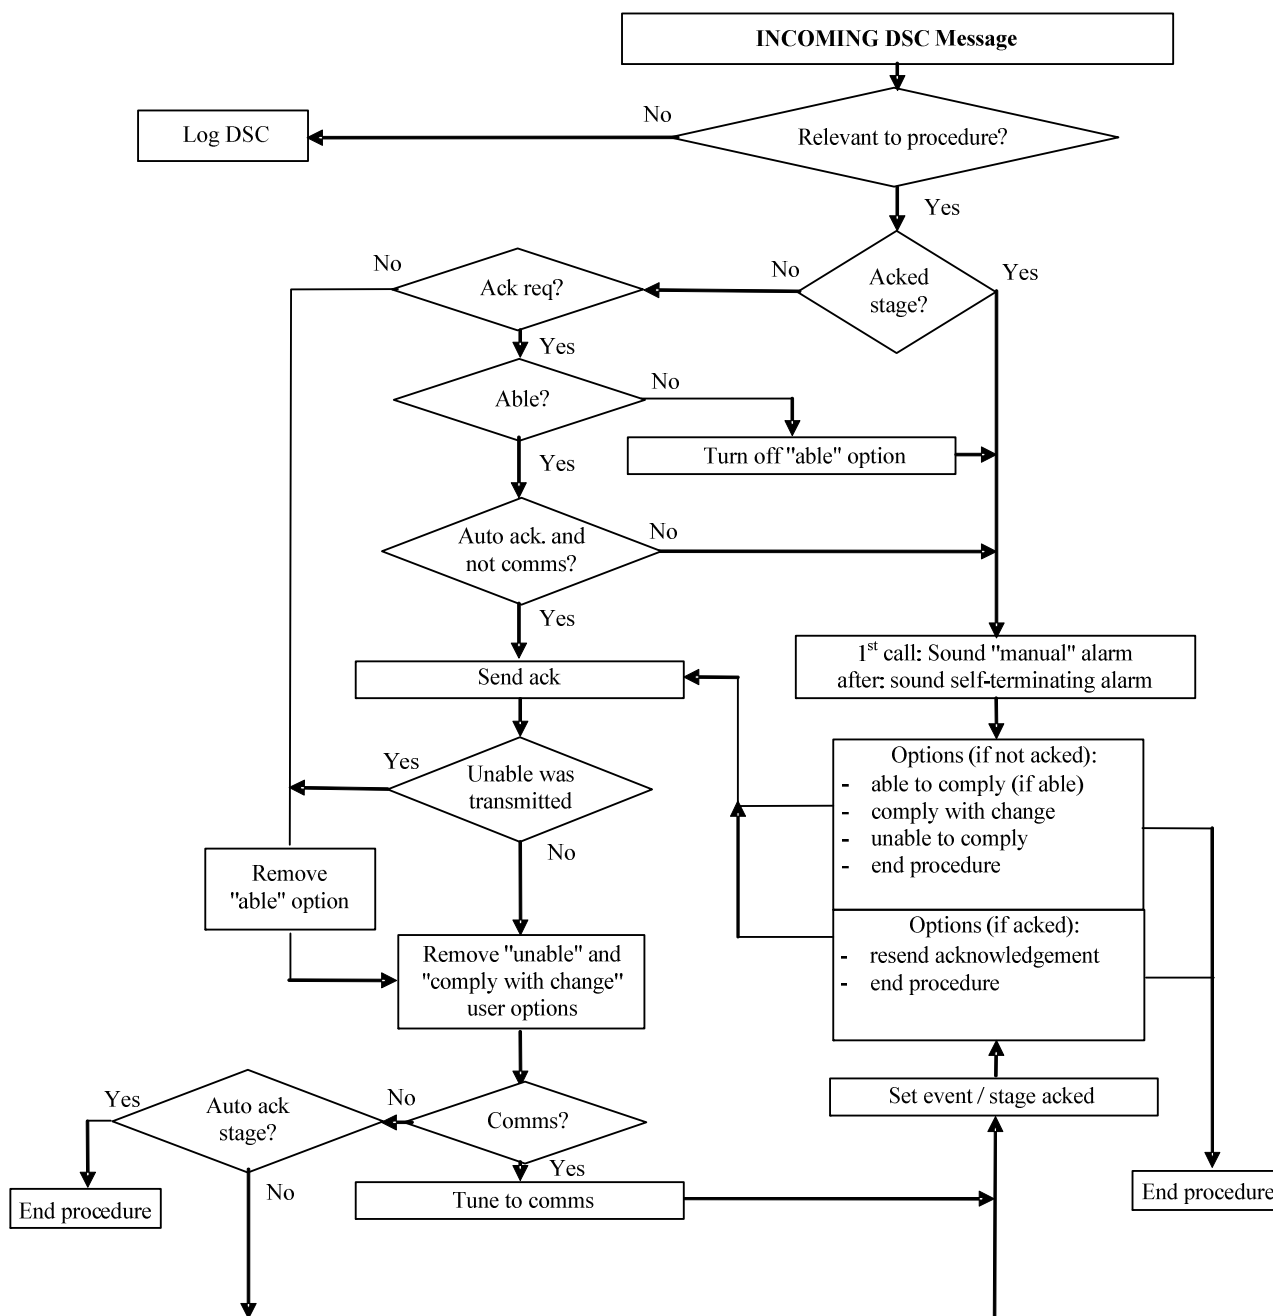 INCOMING DSC Message
No
Log DSC
Relevant to procedure?
Yes
No
No
Yes
Ack req?
Acked
stage?
Yes
No
Able?
Turn off "able" option
Yes
Auto ack. and
not comms?
No
Yes
1st call: Sound "manual" alarm
after: sound self-terminating alarm
Send ack
Options (if not acked):
- able to comply (if able)
- comply with change
- unable to comply
- end procedure
Yes
Unable was
transmitted
No
Remove
"able" option
Options (if acked):
- resend acknowledgement
- end procedure
Remove "unable" and
"comply with change"
user options
Set event / stage acked
Yes
Auto ack
stage?
No
Comms?
Yes
No
Tune to comms
End procedure
End procedure